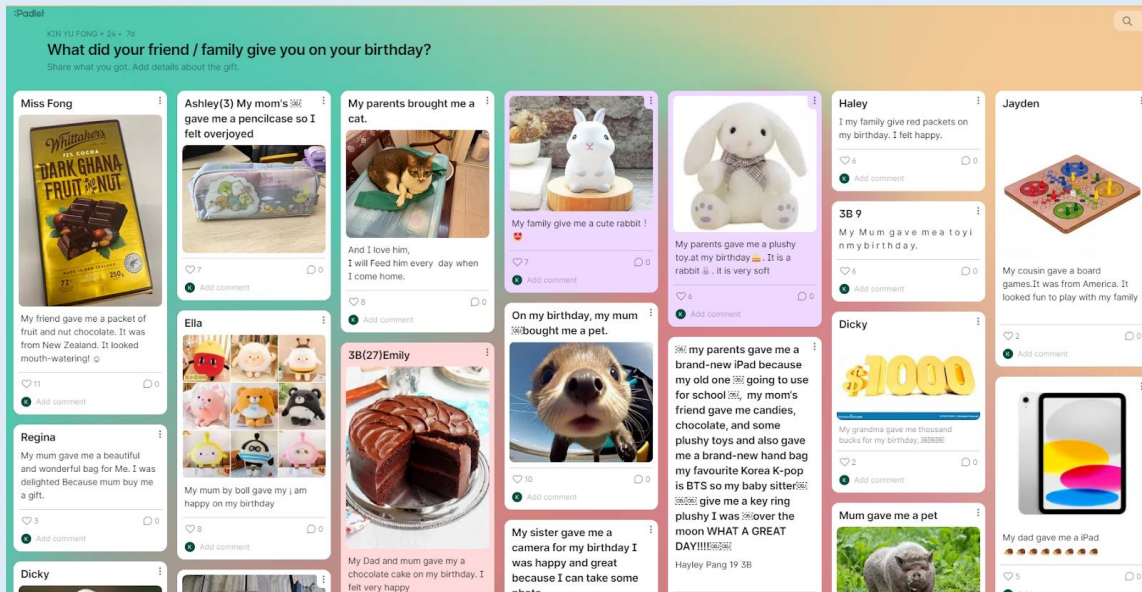 :Padlet
KIN YU FONG • 24 • 7d
What did your friend / family give you on your birthday?
Share what you got. Add details about the gift.
Miss Fong
Whittaker's
72% COCOA
DARK GHANA
FRUIT AND NUT
MADE IN NEW ZEALAND
72%
250g
My friend gave me a packet of
fruit and nut chocolate. It was
from New Zealand. It looked
mouth-watering! ☺
11
0
Add comment
Regina
My mum gave me a beautiful
and wonderful bag for Me. I was
delighted Because mum buy me
a gift.
3
0
Add comment
Dicky
Ashley(3) My mom's
gave me a pencilcase so I
felt overjoyed
7
0
Add comment
Ella
My mum by boll gave my ¡ am
happy on my birthday
8
0
Add comment
My parents brought me a
cat.
And I love him,
I will Feed him every day when
I come home.
8
0
Add comment
3B(27)Emily
My Dad and mum gave my a
chocolate cake on my birthday. I
felt very happy
My family give me a cute rabbit !
😍
7
0
Add comment
On my birthday, my mum
bought me a pet.
10
0
Add comment
My sister gave me a
camera for my birthday I
was happy and great
because I can take some
My parents gave me a plushy
toy.at my birthday🎂. It is a
rabbit🐰. it is very soft
6
0
Add comment
my parents gave me a
brand-new iPad because
my old one going to use
for school , my mom's
friend gave me candies,
chocolate, and some
plushy toys and also gave
me a brand-new hand bag
my favourite Korea K-pop
is BTS so my baby sitter
give me a key ring
plushy I was over the
moon WHAT A GREAT
DAY!!!!
Hayley Pang 19 3B
Haley
I my family give red packets on
my birthday. I felt happy.
6
0
Add comment
3B 9
My Mum gave mea toyi
nmybirthday.
6
0
Add comment
Dicky
$1000
My grandma gave me thousand
bucks for my birthday,
2
0
Add comment
Mum gave me a pet
Jayden
My cousin gave a board
games.It was from America. It
looked fun to play with my family
2
0
Add comment
My dad gave me a iPad
🌰🌰🌰🌰🌰🌰🌰🌰🌰
5
0